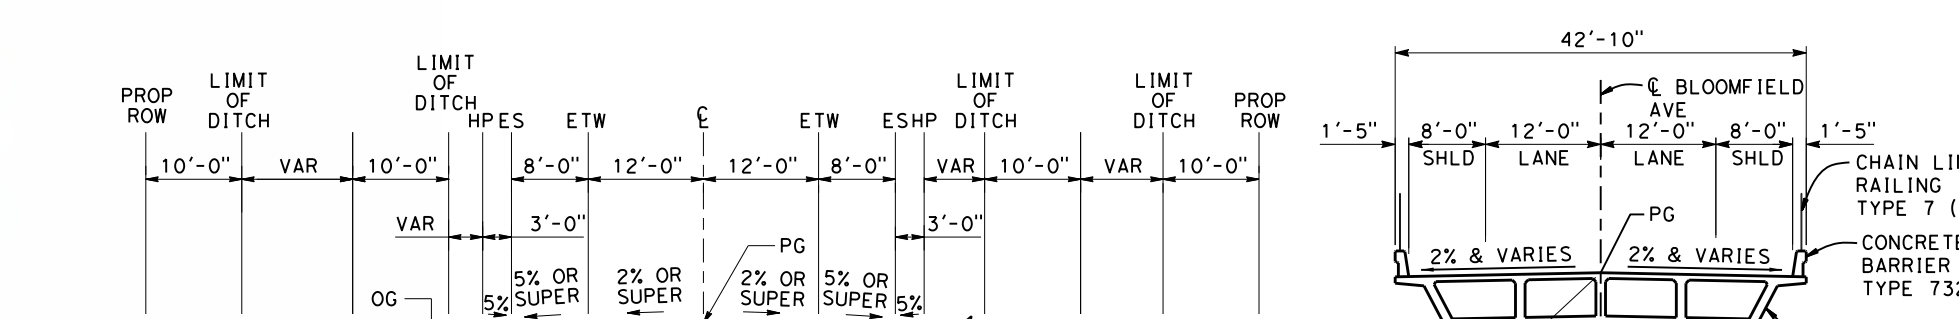 42'-10"
LIMIT
OF
DITCH
LIMIT
OF
DITCH
LIMIT
OF
DITCH
LIMIT
OF
DITCH
PROP
ROW
PROP
ROW
HP ES ETW ℄ ETW ES HP
℄ BLOOMFIELD
AVE
10'-0" VAR 10'-0" 8'-0" 12'-0" 12'-0" 8'-0" VAR 10'-0" VAR 10'-0"
1'-5" 8'-0" 12'-0" 12'-0" 8'-0" 1'-5"
SHLD LANE LANE SHLD
CHAIN LI
RAILING
TYPE 7 (
VAR 3'-0" 3'-0"
PG
PG
2% & VARIES 2% & VARIES
CONCRETE
BARRIER
TYPE 732
OG
5%
5% OR
SUPER
2% OR
SUPER
2% OR
SUPER
5% OR
SUPER
5%